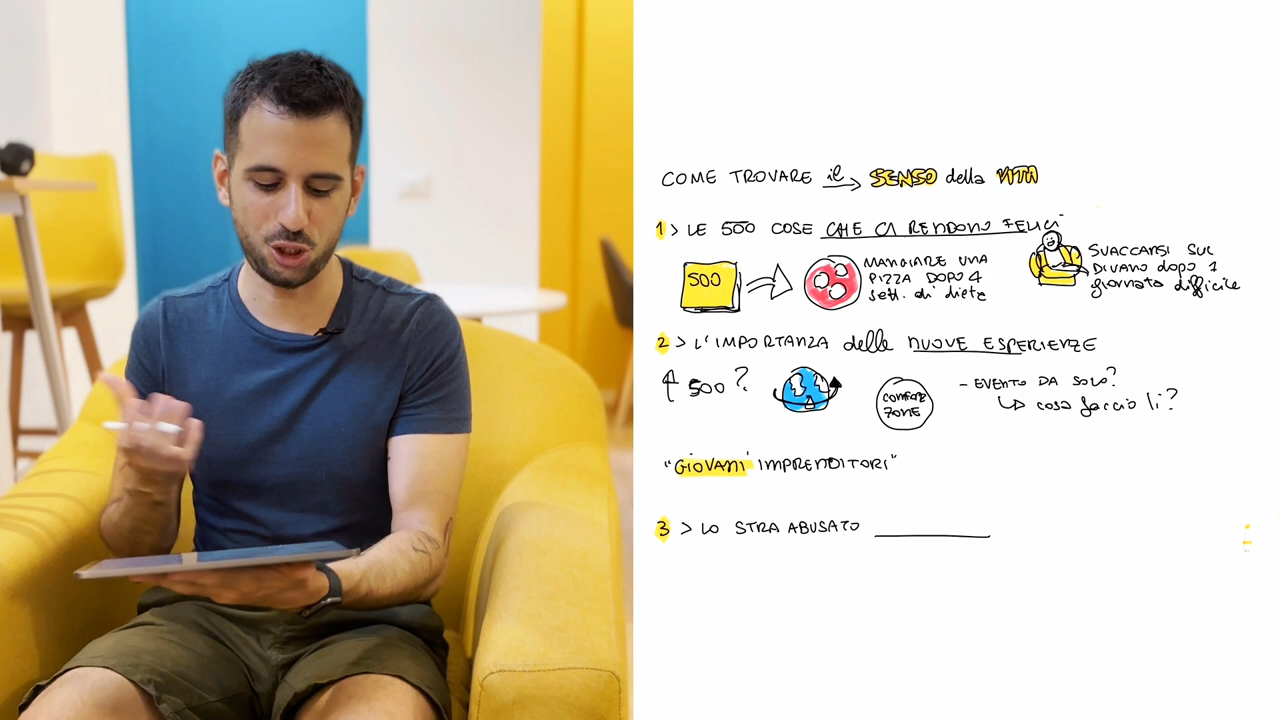 COME TROVARE il SENSO della VITA
1> LE 500 COSE CHE CI RENDONO FELICI
500
MANGIARE UNA
PIZZA DOPO 4
sett. di dieta
SVACCARSI SUL
DIVANO dopo 1
giornata difficile
2> L'IMPORTANZA delle NUOVE ESPERIENZE
500?
COMFORT
ZONE
- EVENTO DA SOLO?
cosa faccio lì?
"GIOVANI IMPRENDITORI"
3> LO STRA ABUSATO